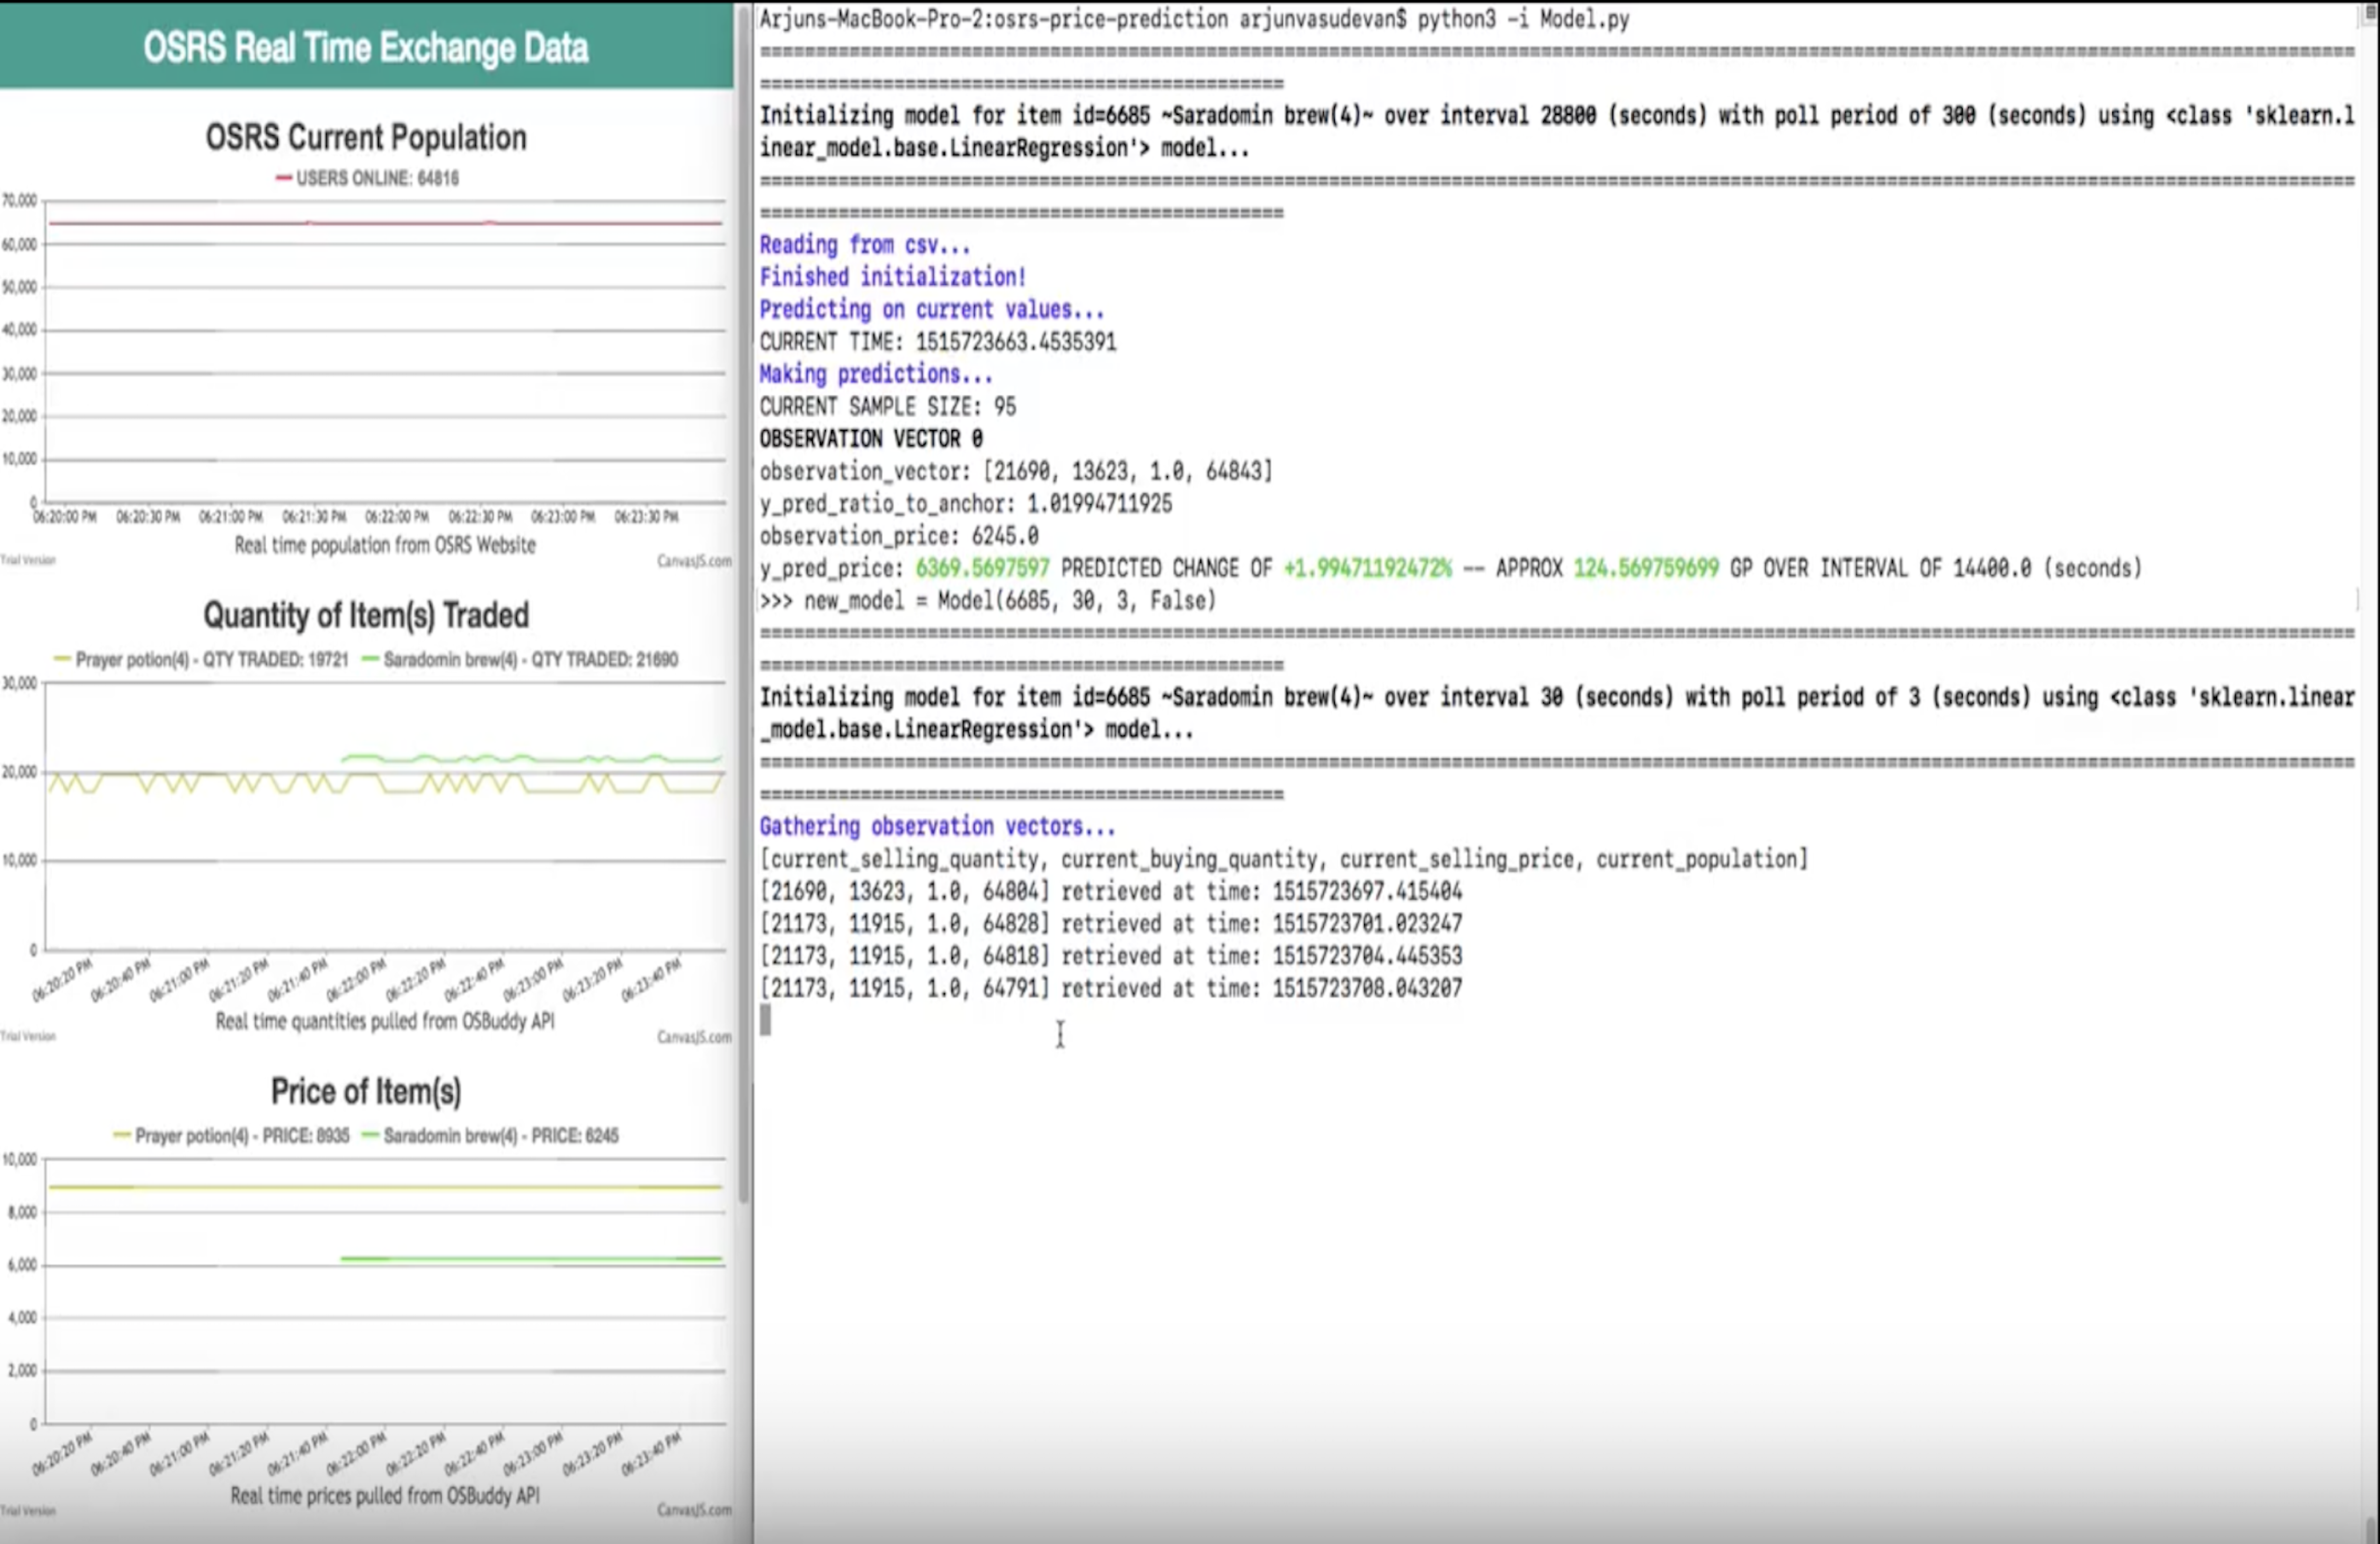 OSRS Real Time Exchange Data
OSRS Current Population
USERS ONLINE: 64816
70,000
60,000
50,000
40,000
30,000
20,000
10,000
0
06:20:00 PM 06:20:30 PM 06:21:00 PM 06:21:30 PM 06:22:00 PM 06:22:30 PM 06:23:00 PM 06:23:30 PM
Real time population from OSRS Website
Trial Version CanvasJS.com
Quantity of Item(s) Traded
Prayer potion(4) - QTY TRADED: 19721 Saradomin brew(4) - QTY TRADED: 21690
30,000
20,000
10,000
0
06:20:20 PM 06:20:40 PM 06:21:00 PM 06:21:20 PM 06:21:40 PM 06:22:00 PM 06:22:20 PM 06:22:40 PM 06:23:00 PM 06:23:20 PM 06:23:40 PM
Real time quantities pulled from OSBuddy API
Trial Version CanvasJS.com
Price of Item(s)
Prayer potion(4) - PRICE: 8935 Saradomin brew(4) - PRICE: 6245
10,000
8,000
6,000
4,000
2,000
0
06:20:20 PM 06:20:40 PM 06:21:00 PM 06:21:20 PM 06:21:40 PM 06:22:00 PM 06:22:20 PM 06:22:40 PM 06:23:00 PM 06:23:20 PM 06:23:40 PM
Real time prices pulled from OSBuddy API
Trial Version CanvasJS.com
Arjuns-MacBook-Pro-2:osrs-price-prediction arjunvasudevan$ python3 -i Model.py
Initializing model for item id=6685 ~Saradomin brew(4)~ over interval 28800 (seconds) with poll period of 300 (seconds) using <class 'sklearn.l
inear_model.base.LinearRegression'> model...
Reading from csv...
Finished initialization!
Predicting on current values...
CURRENT TIME: 1515723663.4535391
Making predictions...
CURRENT SAMPLE SIZE: 95
OBSERVATION VECTOR 0
observation_vector: [21690, 13623, 1.0, 64843]
y_pred_ratio_to_anchor: 1.01994711925
observation_price: 6245.0
y_pred_price: 6369.5697597 PREDICTED CHANGE OF +1.99471192472% -- APPROX 124.569759699 GP OVER INTERVAL OF 14400.0 (seconds)
>>> new_model = Model(6685, 30, 3, False)
Initializing model for item id=6685 ~Saradomin brew(4)~ over interval 30 (seconds) with poll period of 3 (seconds) using <class 'sklearn.linear
_model.base.LinearRegression'> model...
Gathering observation vectors...
[current_selling_quantity, current_buying_quantity, current_selling_price, current_population]
[21690, 13623, 1.0, 64804] retrieved at time: 1515723697.415404
[21173, 11915, 1.0, 64828] retrieved at time: 1515723701.023247
[21173, 11915, 1.0, 64818] retrieved at time: 1515723704.445353
[21173, 11915, 1.0, 64791] retrieved at time: 1515723708.043207